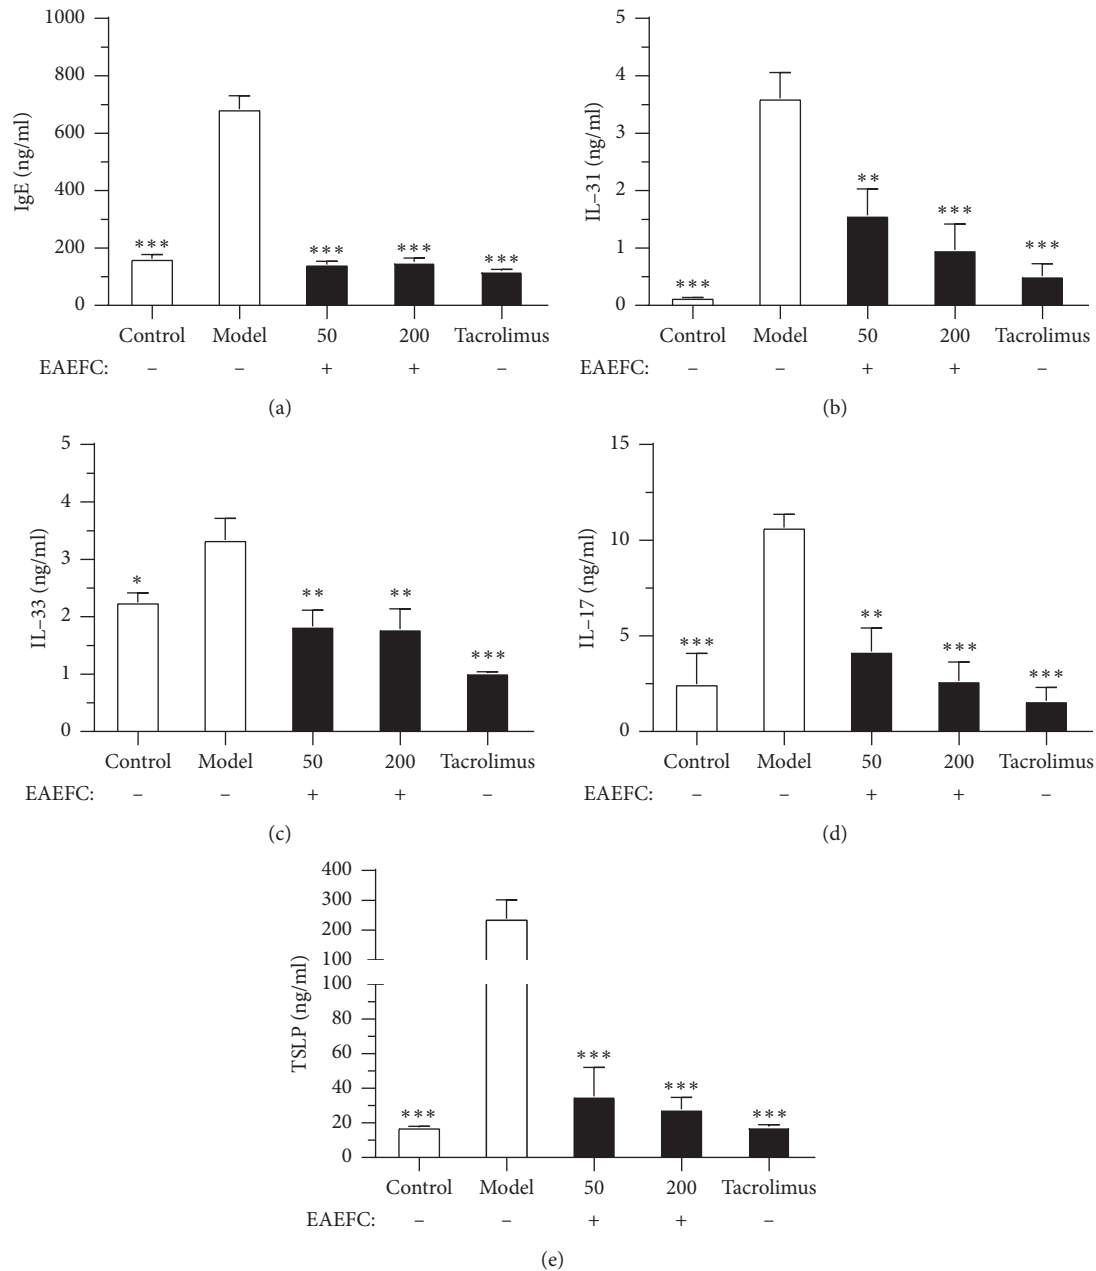 1000
800
600
400
200
0
IgE (ng/ml)
***
***
***
***
Control Model 50 200 Tacrolimus
EAEFC: – – + + –
(a)
5
4
3
2
1
0
IL–31 (ng/ml)
***
**
***
***
Control Model 50 200 Tacrolimus
EAEFC: – – + + –
(b)
5
4
3
2
1
0
IL–33 (ng/ml)
*
**
**
***
Control Model 50 200 Tacrolimus
EAEFC: – – + + –
(c)
15
10
5
0
IL–17 (ng/ml)
***
**
***
***
Control Model 50 200 Tacrolimus
EAEFC: – – + + –
(d)
400
300
200
100
100
80
60
40
20
0
TSLP (ng/ml)
***
***
***
***
Control Model 50 200 Tacrolimus
EAEFC: – – + + –
(e)